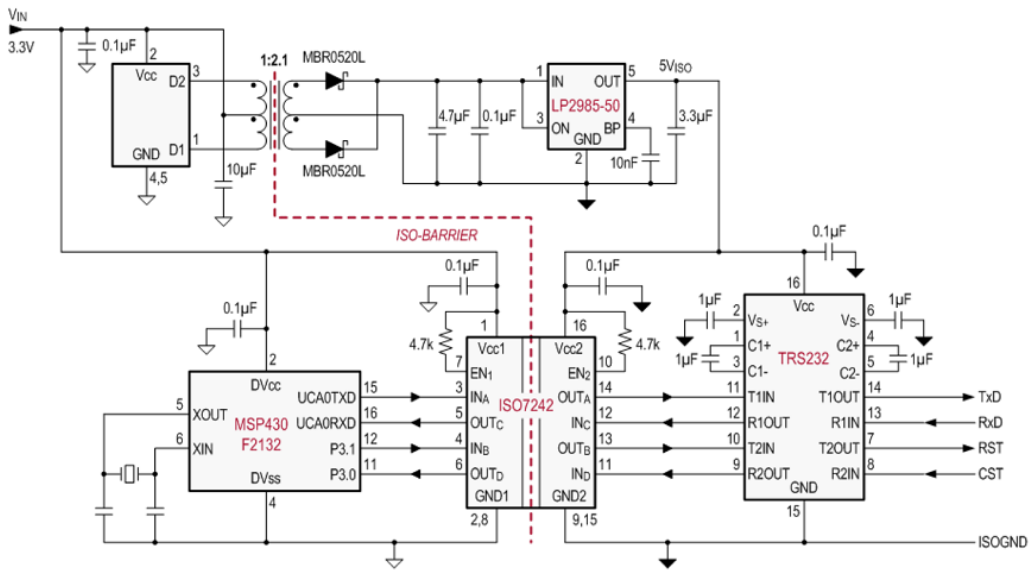 VIN
3.3V
0.1µF
2
Vcc
D2
3
D1
1
GND
4,5
10µF
1:2.1
MBR0520L
MBR0520L
4.7µF
0.1µF
1
IN
OUT
5
LP2985-50
3
ON
BP
4
GND
2
10nF
5VISO
3.3µF
ISO-BARRIER
0.1µF
0.1µF
0.1µF
0.1µF
4.7k
4.7k
2
DVcc
5
XOUT
6
XIN
MSP430
F2132
UCA0TXD
15
UCA0RXD
16
P3.1
12
P3.0
11
DVss
4
1
Vcc1
7
EN1
3
INA
5
OUTC
4
INB
6
OUTD
GND1
2,8
ISO7242
16
Vcc2
10
EN2
14
OUTA
12
INC
13
OUTB
11
IND
GND2
9,15
16
Vcc
1µF
2
VS+
1
C1+
1µF
3
C1-
6
VS-
1µF
4
C2+
5
C2-
1µF
TRS232
11
T1IN
T1OUT
14
TxD
12
R1OUT
R1IN
13
RxD
10
T2IN
T2OUT
7
RST
9
R2OUT
R2IN
8
CST
GND
15
ISOGND